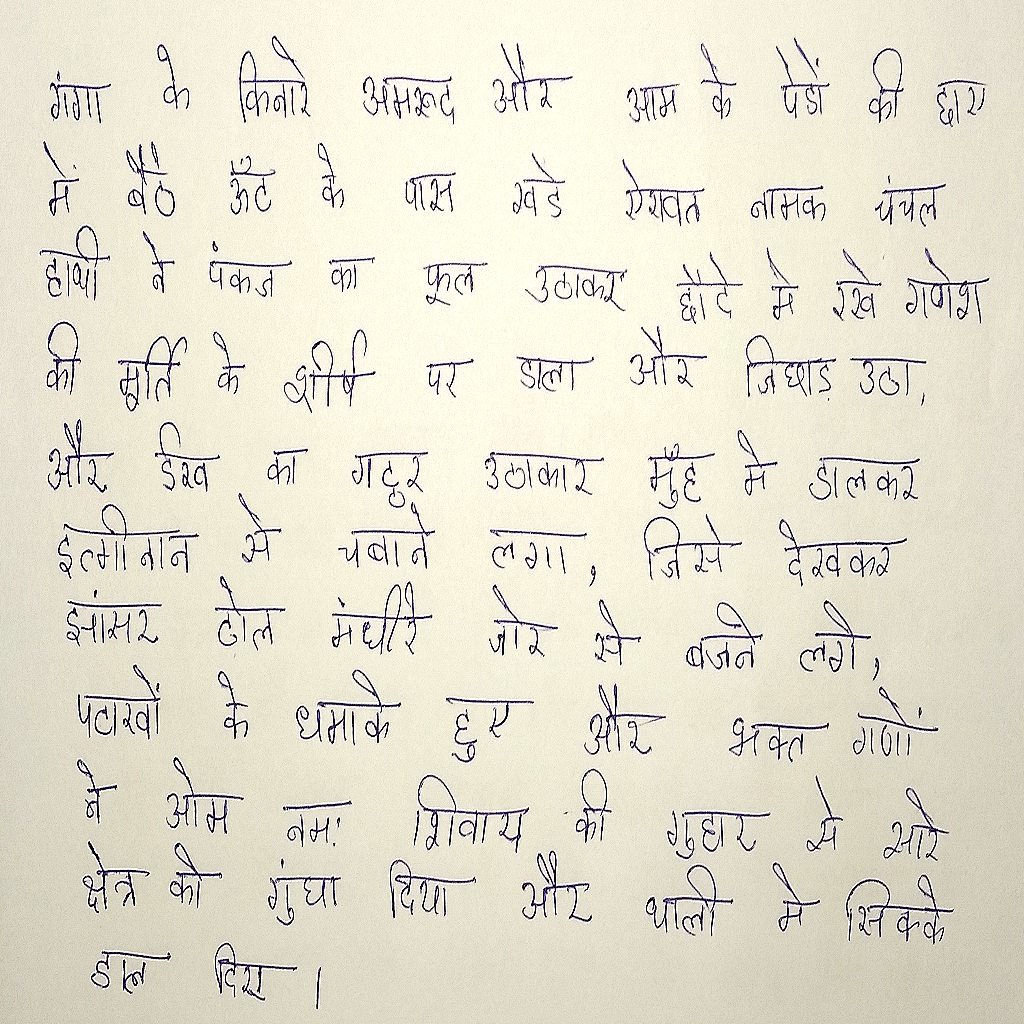 गंगा के किनारे अमरूद और आम के पेडों की छाए
में बैठे ऊँट के पास खडे ऐरावत नामक चंचल
हाथी ने पंकज का फूल उठाकर छोटे मे रखे गणेश
की मूर्ति के शीर्ष पर डाला और जिघाड़ उठा,
और ईख का गट्ठर उठाकार मुँह मे डालकर
इत्मीनान से चबाने लगा, जिसे देखकर
झांसर ढोल मंघीरे जोर से बजने लगे,
पटाखों के धमाके हुए और भक्त गणों
ने ओम नमः शिवाय की गुहार से सारे
क्षेत्र को गुंघा दिया और थाली मे सिक्के
डाल दिए ।